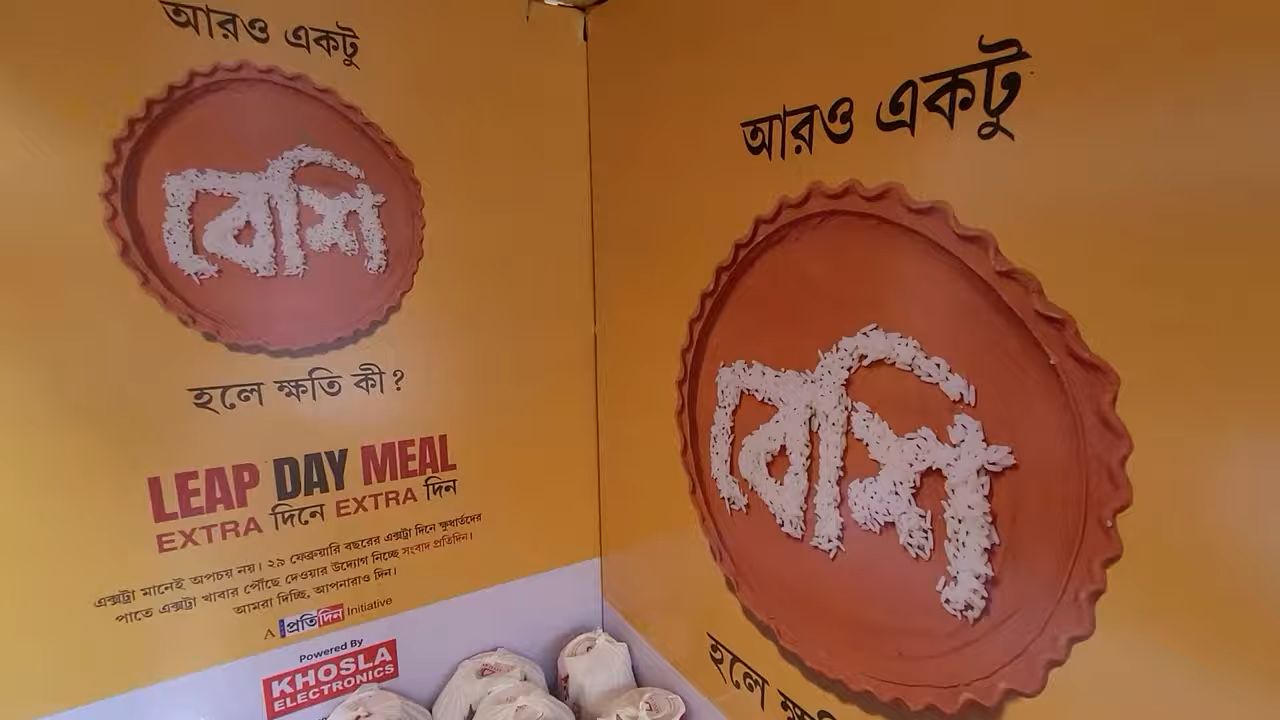 আরও একটু
বেশি
হলে ক্ষতি কী?
LEAP DAY MEAL
EXTRA দিনে EXTRA দিন
এক্সট্রা মানেই অপচয় নয়। ২৯ ফেব্রুয়ারি বছরের এক্সট্রা দিনে ক্ষুধার্তদের
পাতে এক্সট্রা খাবার পৌঁছে দেওয়ার উদ্যোগ নিচ্ছে সংবাদ প্রতিদিন।
আমরা দিচ্ছি, আপনারাও দিন।
A প্রতিদিন Initiative
Powered By
KHOSLA
ELECTRONICS
আরও একটু
বেশি
হলে